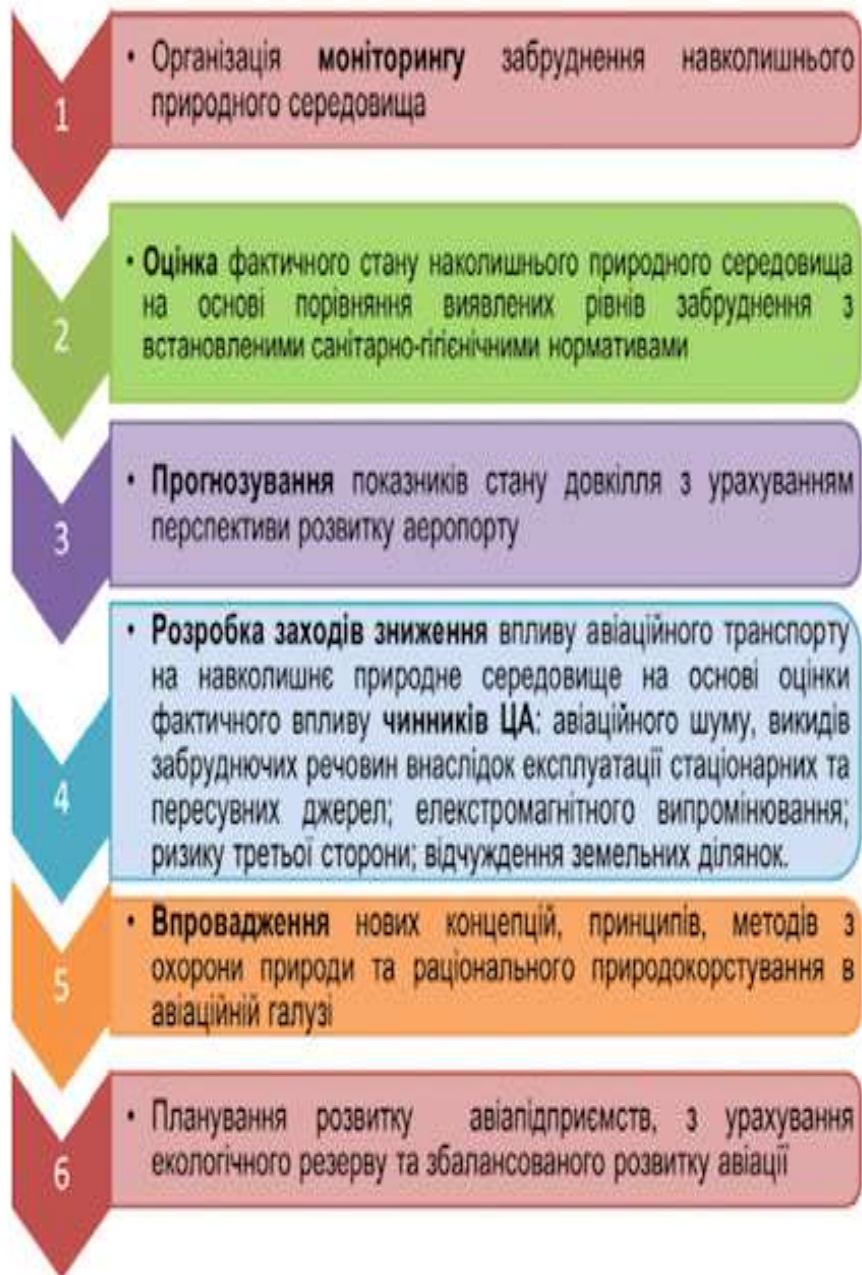 1
• Організація моніторингу забруднення навколишнього
природного середовища
2
• Оцінка фактичного стану наколишнього природного середовища
на основі порівняння виявлених рівнів забруднення з
встановленими санітарно-гігієнічними нормативами
3
• Прогнозування показників стану довкілля з урахуванням
перспективи розвитку аеропорту
4
• Розробка заходів зниження впливу авіаційного транспорту
на навколишнє природне середовище на основі оцінки
фактичного впливу чинників ЦА: авіаційного шуму, викидів
забруднюючих речовин внаслідок експлуатації стаціонарних та
пересувних джерел; елекстромагнітного випромінювання;
ризику третьої сторони; відчуждення земельних ділянок.
5
• Впровадження нових концепцій, принципів, методів з
охорони природи та раціонального природокорстування в
авіаційній галузі
6
• Планування розвитку авіапідприємств, з урахування
екологічного резерву та збалансованого розвитку авіації